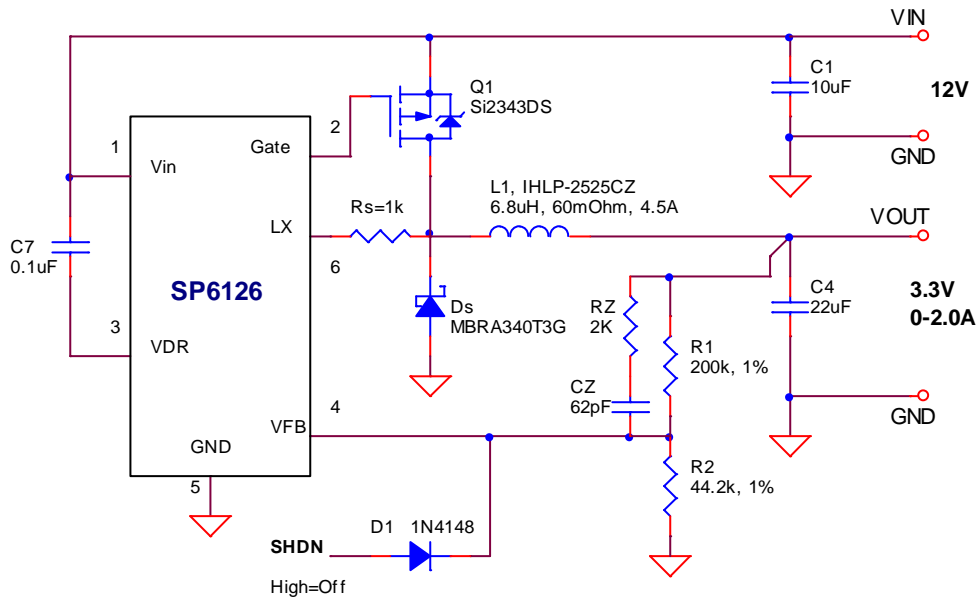 VIN
C1
10uF
12V
GND
Q1
Si2343DS
2
1
Gate
Vin
L1, IHLP-2525CZ
6.8uH, 60mOhm, 4.5A
VOUT
Rs=1k
LX
6
C7
0.1uF
SP6126
3.3V
0-2.0A
C4
22uF
Ds
MBRA340T3G
RZ
2K
R1
200k, 1%
3
VDR
CZ
62pF
4
VFB
GND
GND
5
R2
44.2k, 1%
D1 1N4148
SHDN
High=Off